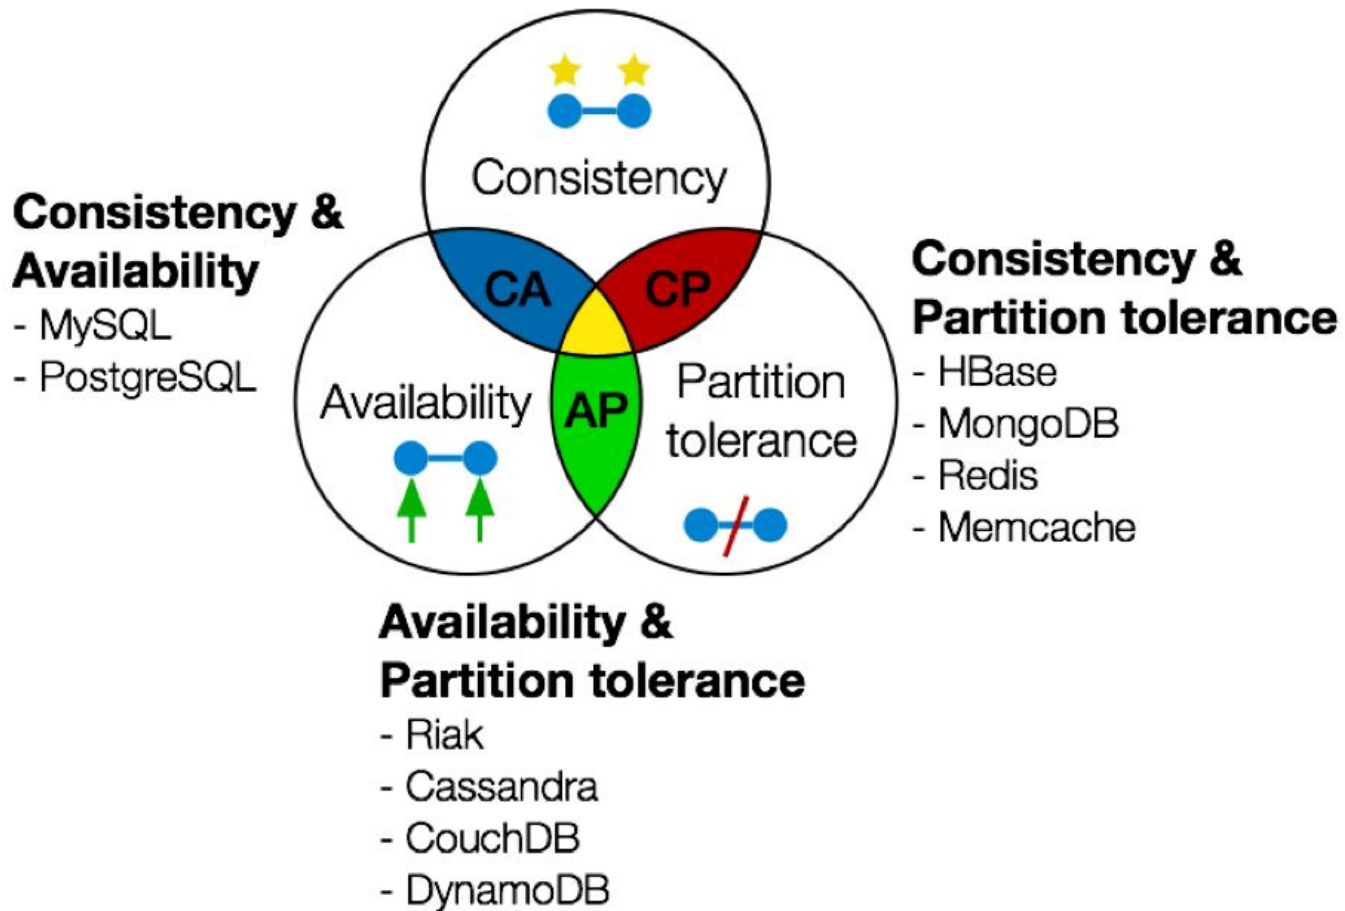 Consistency
Consistency &
Availability
- MySQL
- PostgreSQL
CA
CP
AP
Availability
Partition
tolerance
Consistency &
Partition tolerance
- HBase
- MongoDB
- Redis
- Memcache
Availability &
Partition tolerance
- Riak
- Cassandra
- CouchDB
- DynamoDB